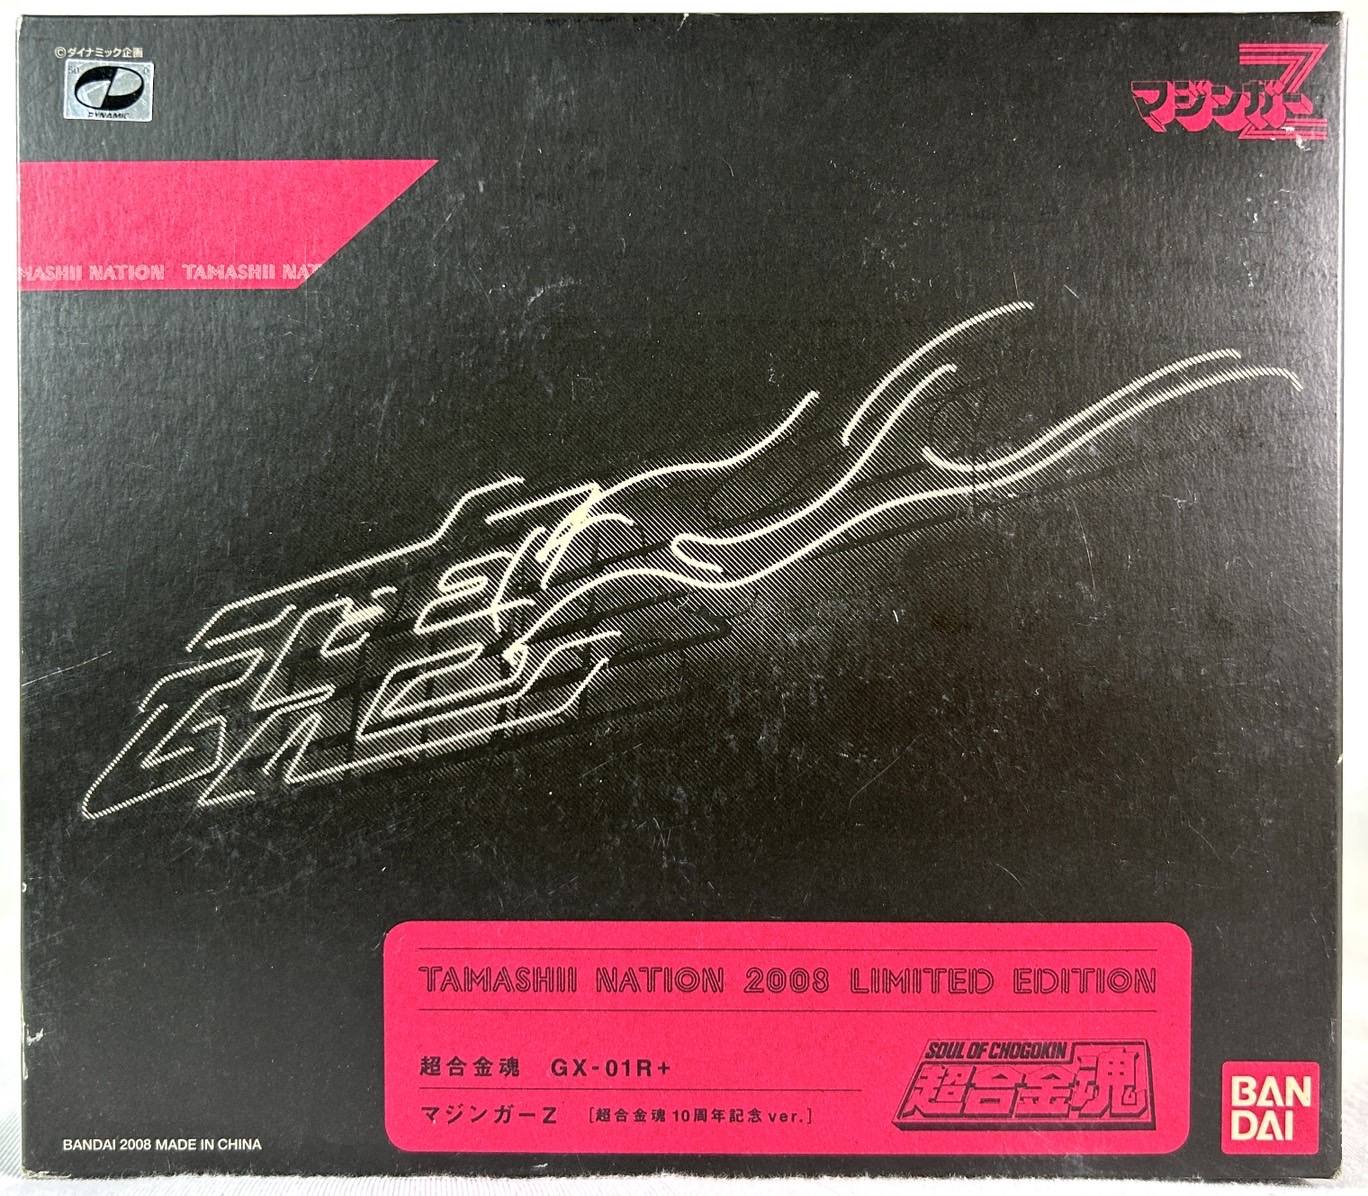 ©ダイナミック企画
DYNAMIC
マジンガーZ
TAMASHII NATION TAMASHII NAT
TAMASHII NATION 2008 LIMITED EDITION
超合金魂 GX-01R+
マジンガーZ [超合金魂10周年記念ver.]
SOUL OF CHOGOKIN
超合金魂
BAN
DAI
BANDAI 2008 MADE IN CHINA